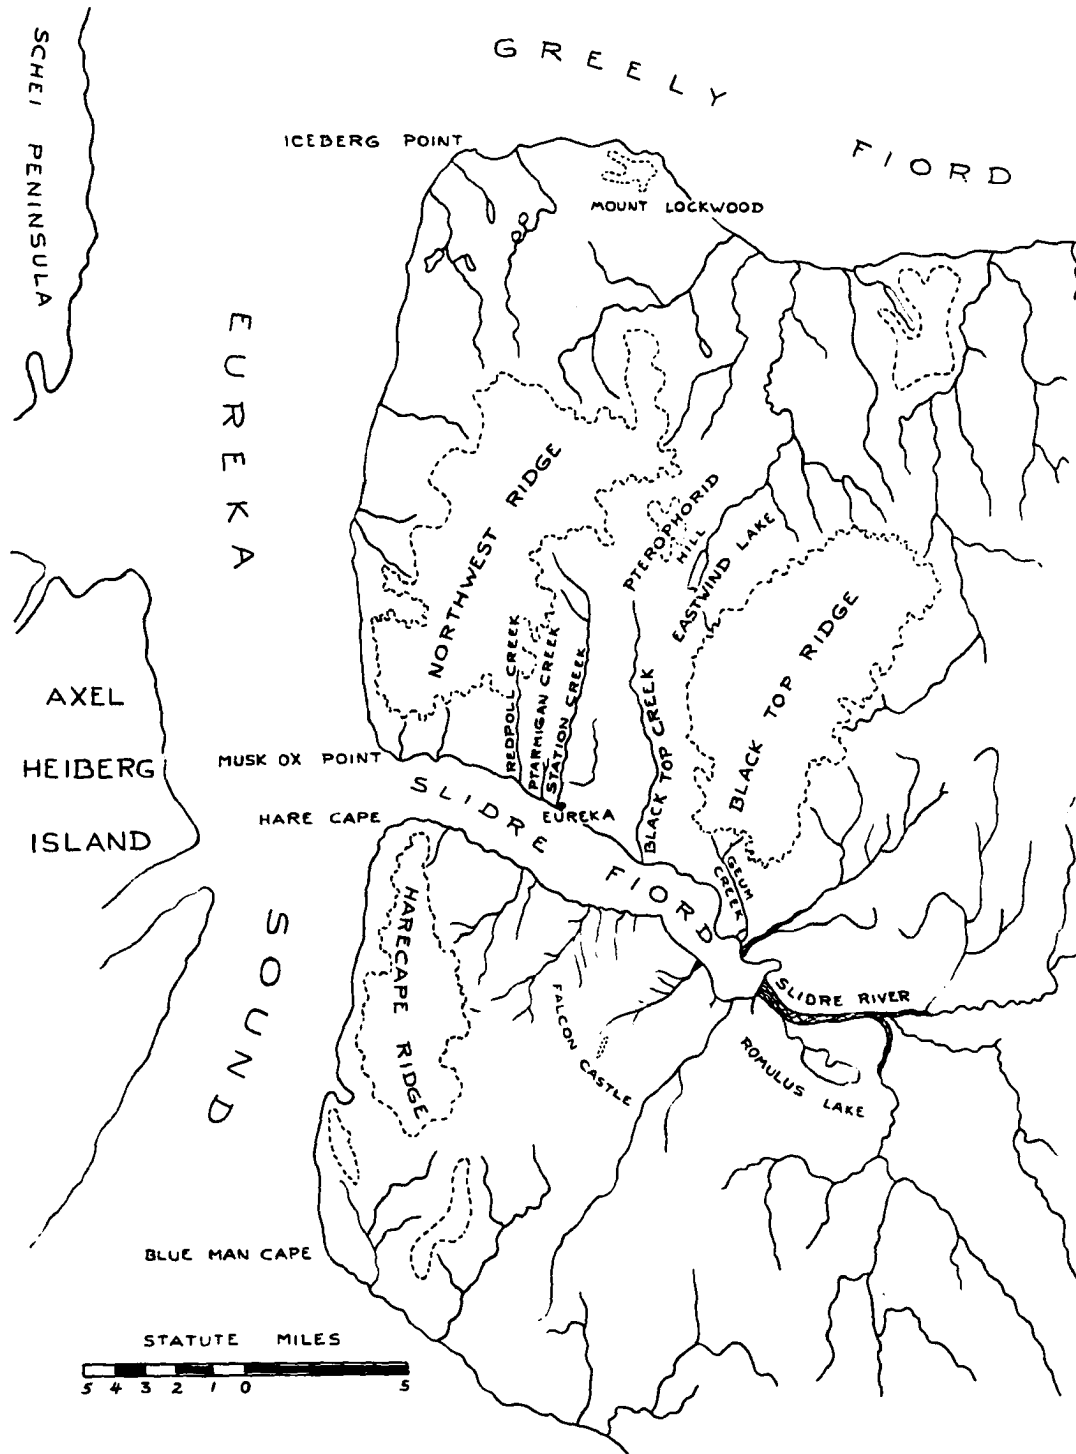 GREELY
FIORD
SCHEI PENINSULA
ICEBERG POINT
MOUNT LOCKWOOD
EUREKA
SOUND
NORTHWEST RIDGE
PTEROPHORID
HILL
EASTWIND LAKE
BLACK TOP RIDGE
REDPOLL CREEK
PTARMIGAN CREEK
STATION CREEK
BLACK TOP CREEK
AXEL
HEIBERG
ISLAND
MUSK OX POINT
SLIDRE FIORD
HARE CAPE
EUREKA
GEUM
CREEK
HARECAPE RIDGE
FALCON CASTLE
SLIDRE RIVER
ROMULUS LAKE
BLUE MAN CAPE
STATUTE MILES
5 4 3 2 1 0 5